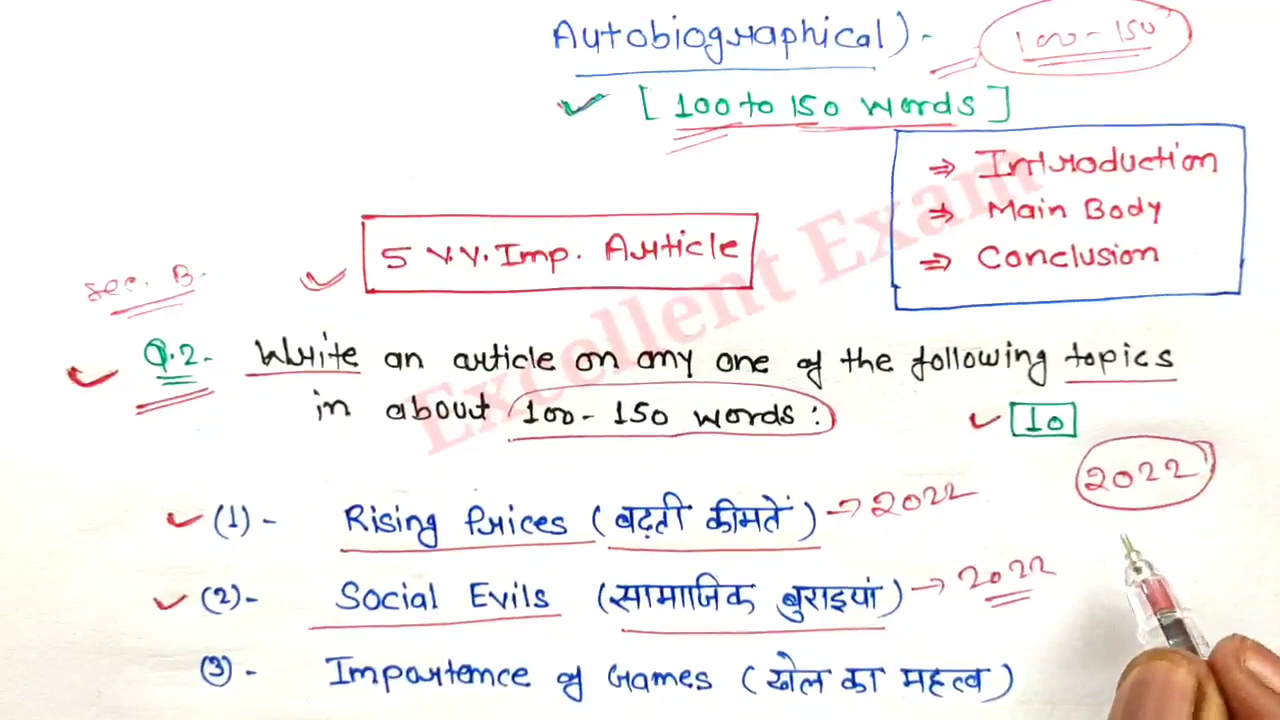 Autobiographical) - 100-150
[100 to 150 words]
⇒ Introduction
⇒ Main Body
⇒ Conclusion
5 V.V. Imp. Article
sec. B.
Excellent Exam
Q.2- Write an article on any one of the following topics
in about 100-150 words: 10
2022
(1)- Rising Prices (बढ़ती कीमतें) → 2022
(2)- Social Evils (सामाजिक बुराइयां) → 2022
(3)- Impartence of Games (खेल का महत्व)